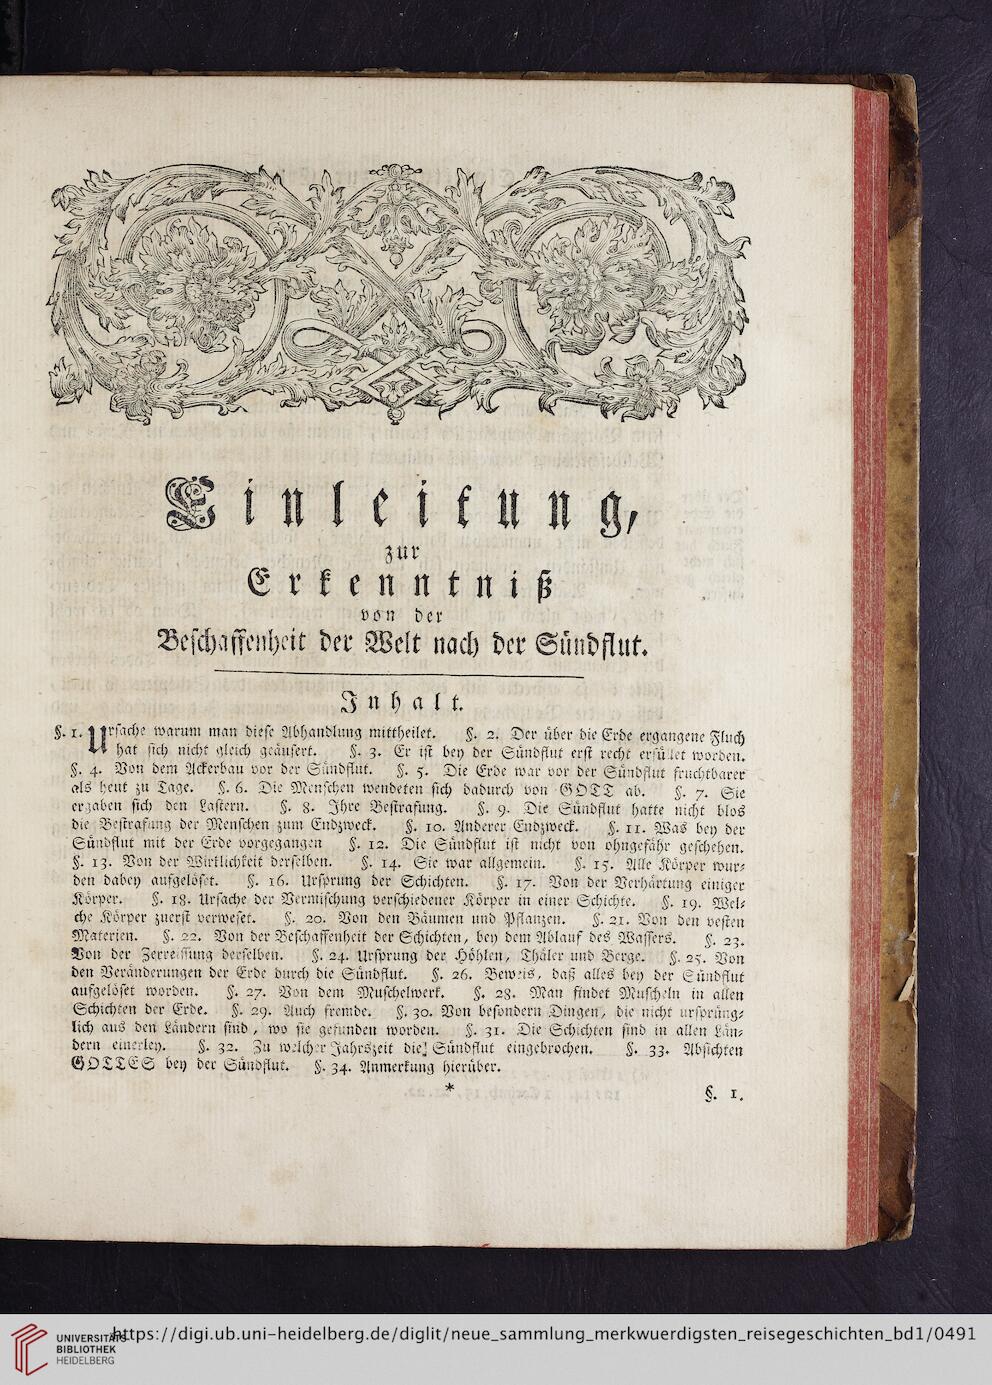 Einleitung,
zur
Erkenntniß
von der
Beschaffenheit der Welt nach der Sündflut.
Inhalt.
§. 1. Ursache warum man diese Abhandlung mittheilet. §. 2. Der über die Erde ergangene Fluch
hat sich nicht gleich geäusert. §. 3. Er ist bey der Sündflut erst recht erfüllet worden.
§. 4. Von dem Ackerbau vor der Sündflut. §. 5. Die Erde war vor der Sündflut fruchtbarer
als heut zu Tage. §. 6. Die Menschen wendeten sich dadurch von GOTT ab. §. 7. Sie
ergaben sich den Lastern. §. 8. Ihre Bestrafung. §. 9. Die Sündflut hatte nicht blos
die Bestrafung der Menschen zum Endzweck. §. 10. Anderer Endzweck. §. 11. Was bey der
Sündflut mit der Erde vorgegangen §. 12. Die Sündflut ist nicht von ohngefähr geschehen.
§. 13. Von der Wirklichkeit derselben. §. 14. Sie war allgemein. §. 15. Alle Körper wur-
den dabey aufgelöset. §. 16. Ursprung der Schichten. §. 17. Von der Verhärtung einiger
Körper. §. 18. Ursache der Vermischung verschiedener Körper in einer Schichte. §. 19. Wel-
che Körper zuerst verweset. §. 20. Von den Bäumen und Pflanzen. §. 21. Von den vesten
Materien. §. 22. Von der Beschaffenheit der Schichten, bey dem Ablauf des Wassers. §. 23.
Von der Zerreissung derselben. §. 24. Ursprung der Höhlen, Thäler und Berge. §. 25. Von
den Veränderungen der Erde durch die Sündflut. §. 26. Beweis, daß alles bey der Sündflut
aufgelöset worden. §. 27. Von dem Muschelwerk. §. 28. Man findet Muscheln in allen
Schichten der Erde. §. 29. Auch fremde. §. 30. Von besondern Dingen, die nicht ursprüng-
lich aus den Ländern sind, wo sie gefunden worden. §. 31. Die Schichten sind in allen Län-
dern einerley. §. 32. Zu welcher Jahrszeit die Sündflut eingebrochen. §. 33. Absichten
GOTTES bey der Sündflut. §. 34. Anmerkung hierüber.
* §. 1.
UNIVERSITÄTS-
BIBLIOTHEK
HEIDELBERG
https://digi.ub.uni-heidelberg.de/diglit/neue_sammlung_merkwuerdigsten_reisegeschichten_bd1/0491